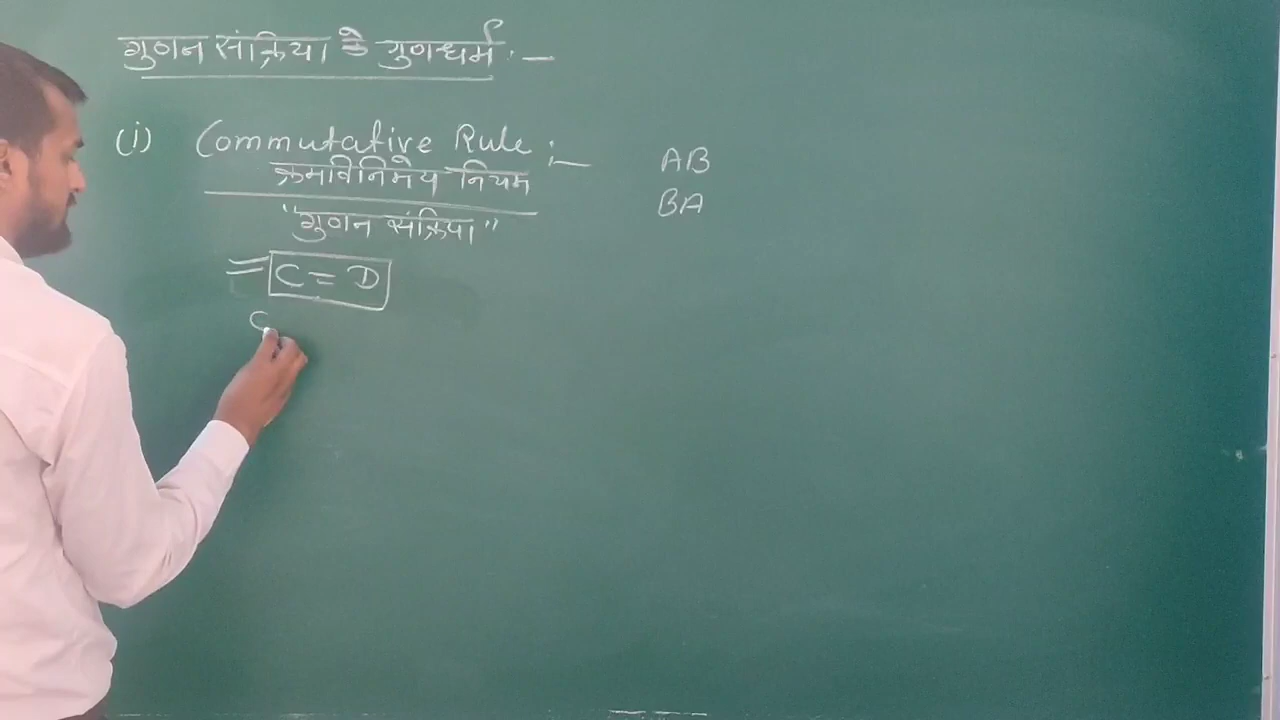 गुणन संक्रिया के गुणधर्म :-
(i) Commutative Rule :-
क्रमविनिमेय नियम
"गुणन संक्रिया"
= C = D
C
AB
BA